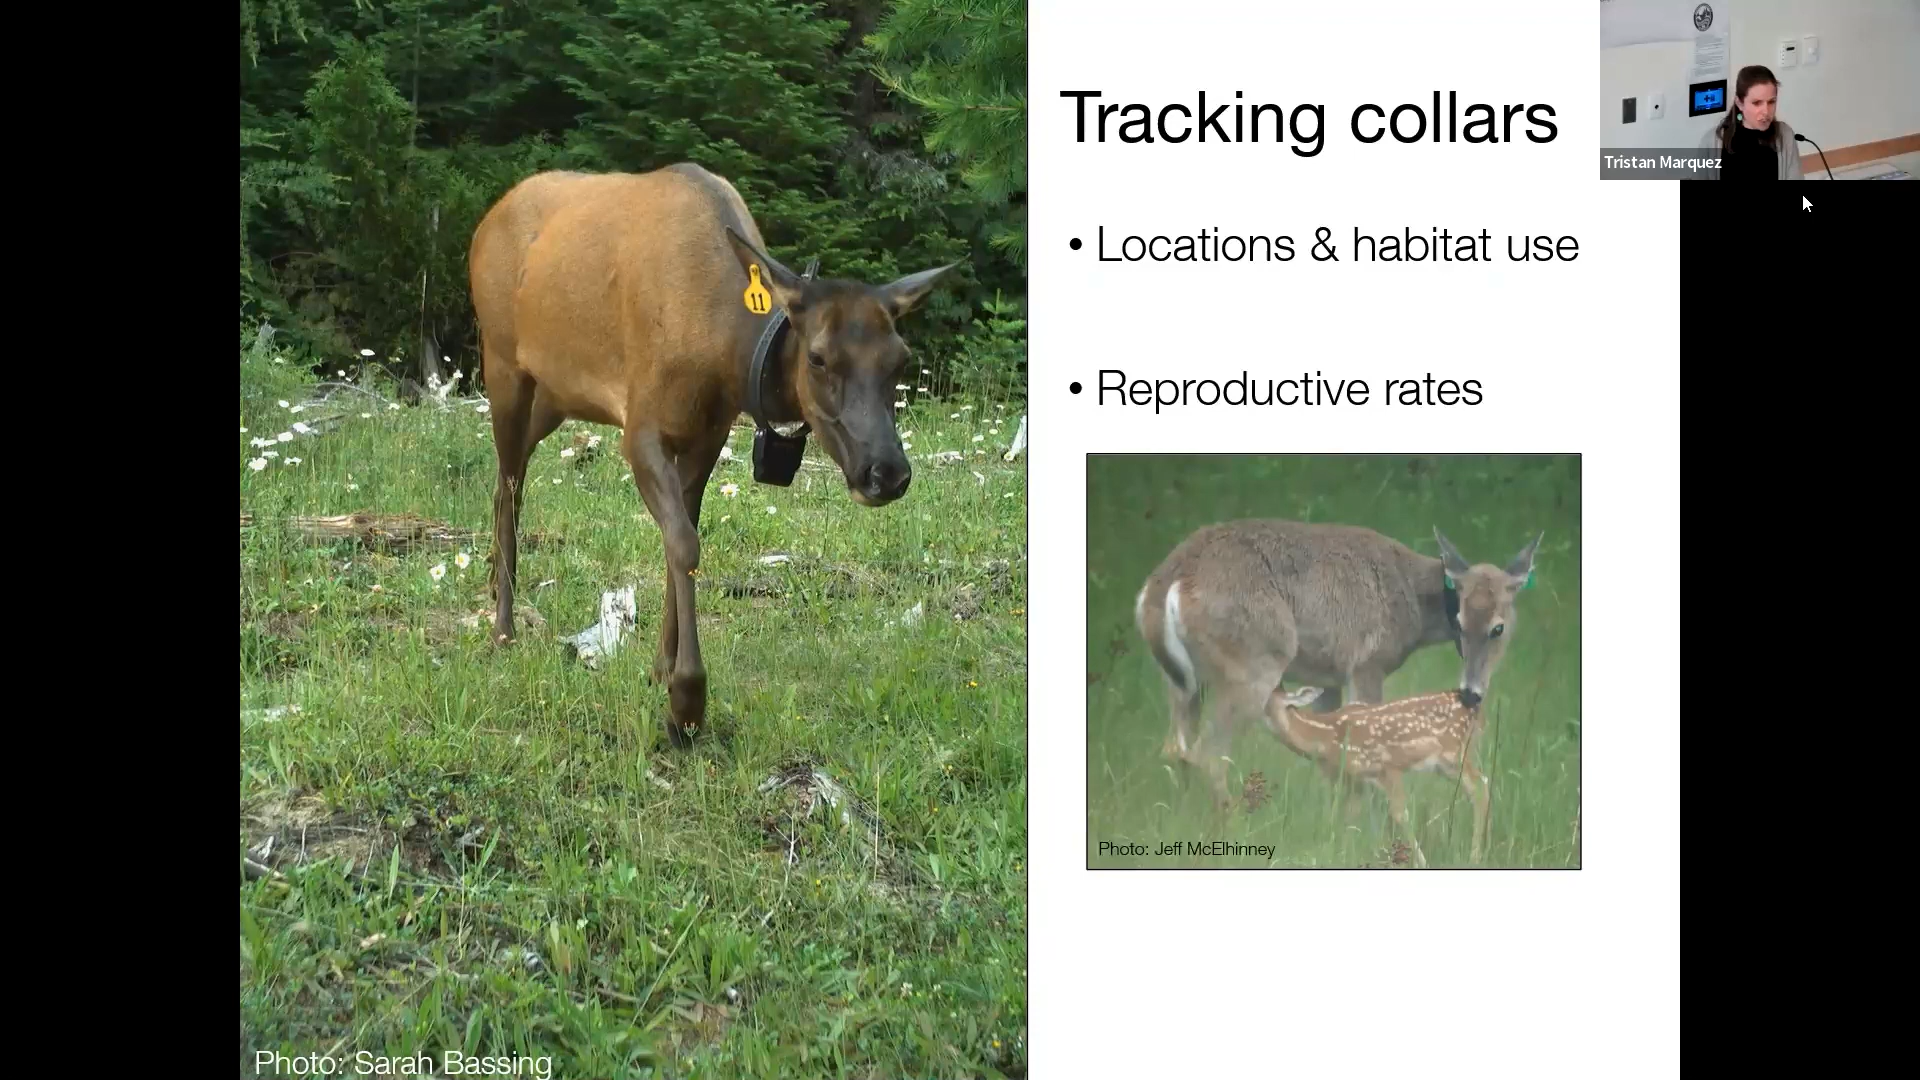 Tracking collars
• Locations & habitat use
• Reproductive rates
11
Photo: Jeff McElhinney
Photo: Sarah Bassing
Tristan Marquez